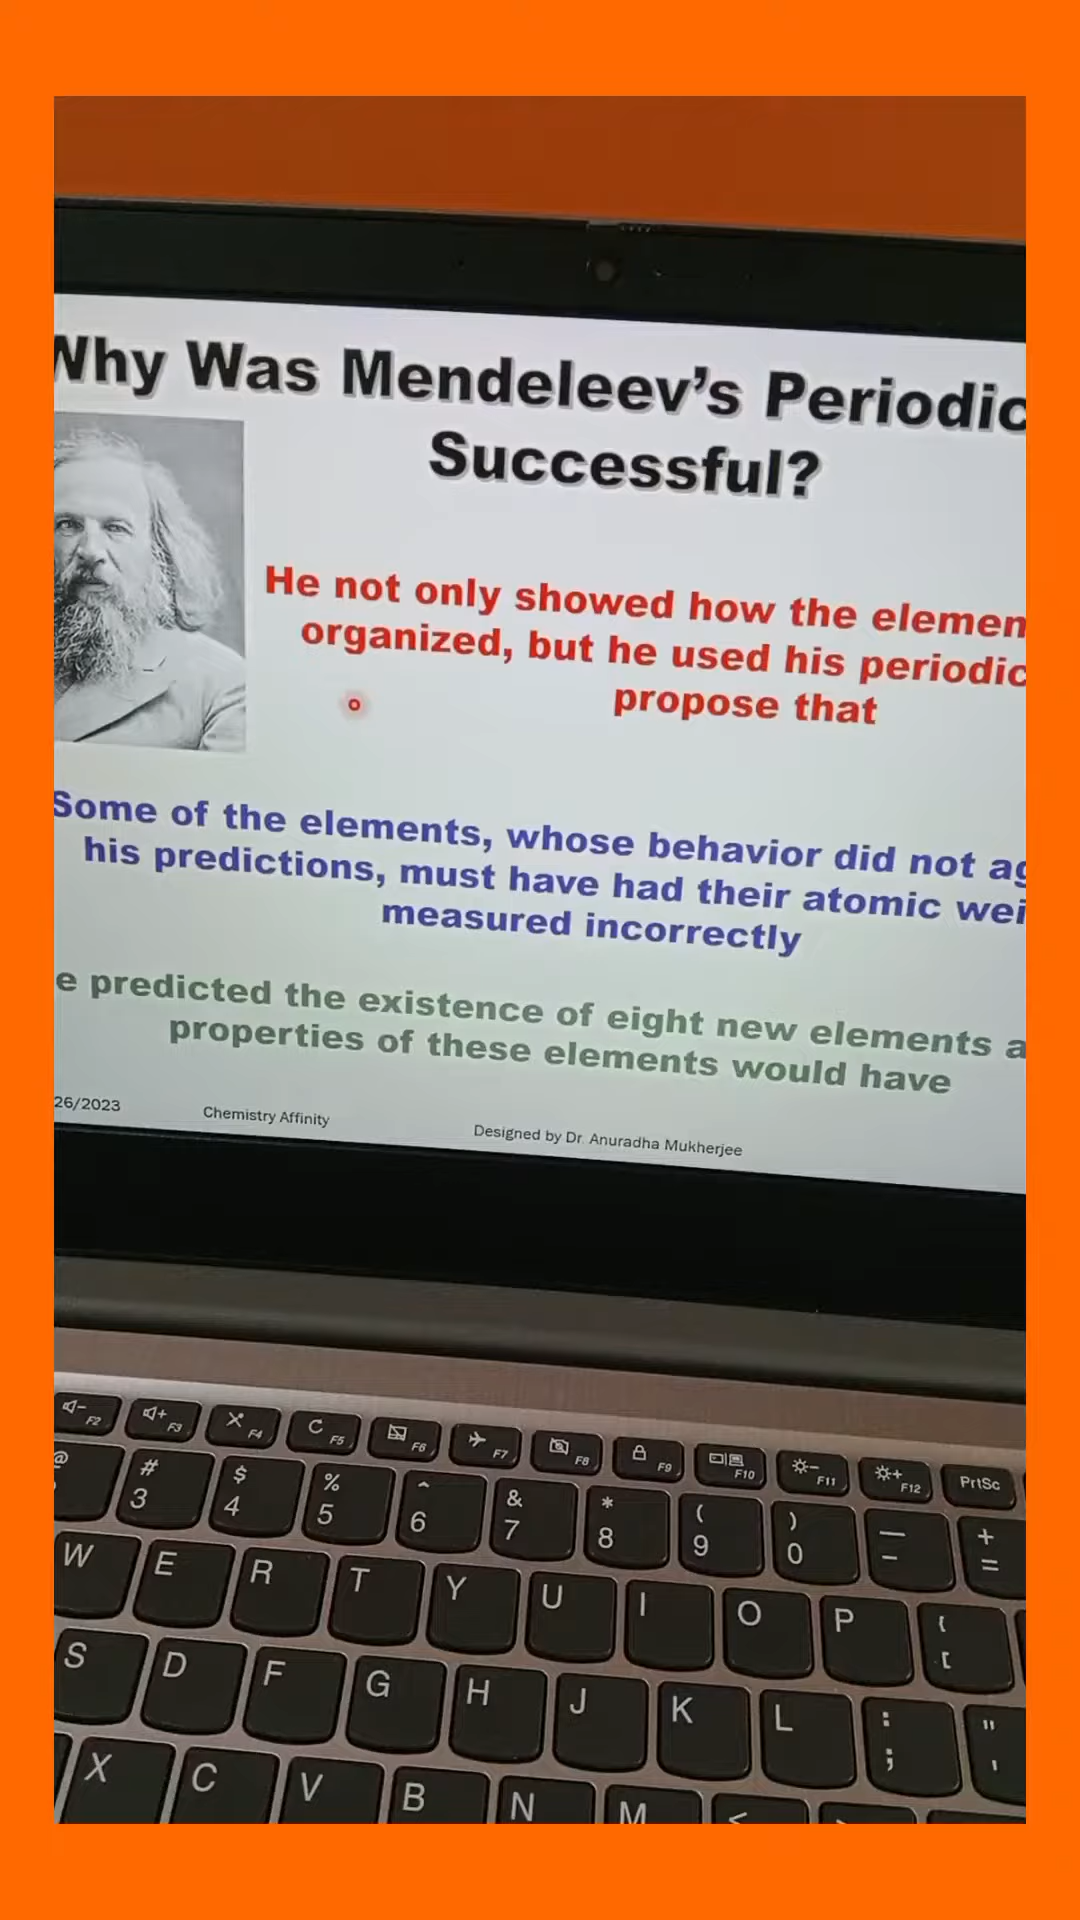 Why Was Mendeleev's Periodic
Successful?
He not only showed how the elemen
organized, but he used his periodic
propose that
Some of the elements, whose behavior did not ag
his predictions, must have had their atomic wei
measured incorrectly
e predicted the existence of eight new elements a
properties of these elements would have
26/2023 Chemistry Affinity Designed by Dr. Anuradha Mukherjee
F2 F3 F4 F5 F6 F7 F8 F9 F10 F11 F12 PrtSc
@ # $ % ^ & * ( ) — +
3 4 5 6 7 8 9 0 - =
W E R T Y U I O P { [
S D F G H J K L : ; " '
X C V B N M <